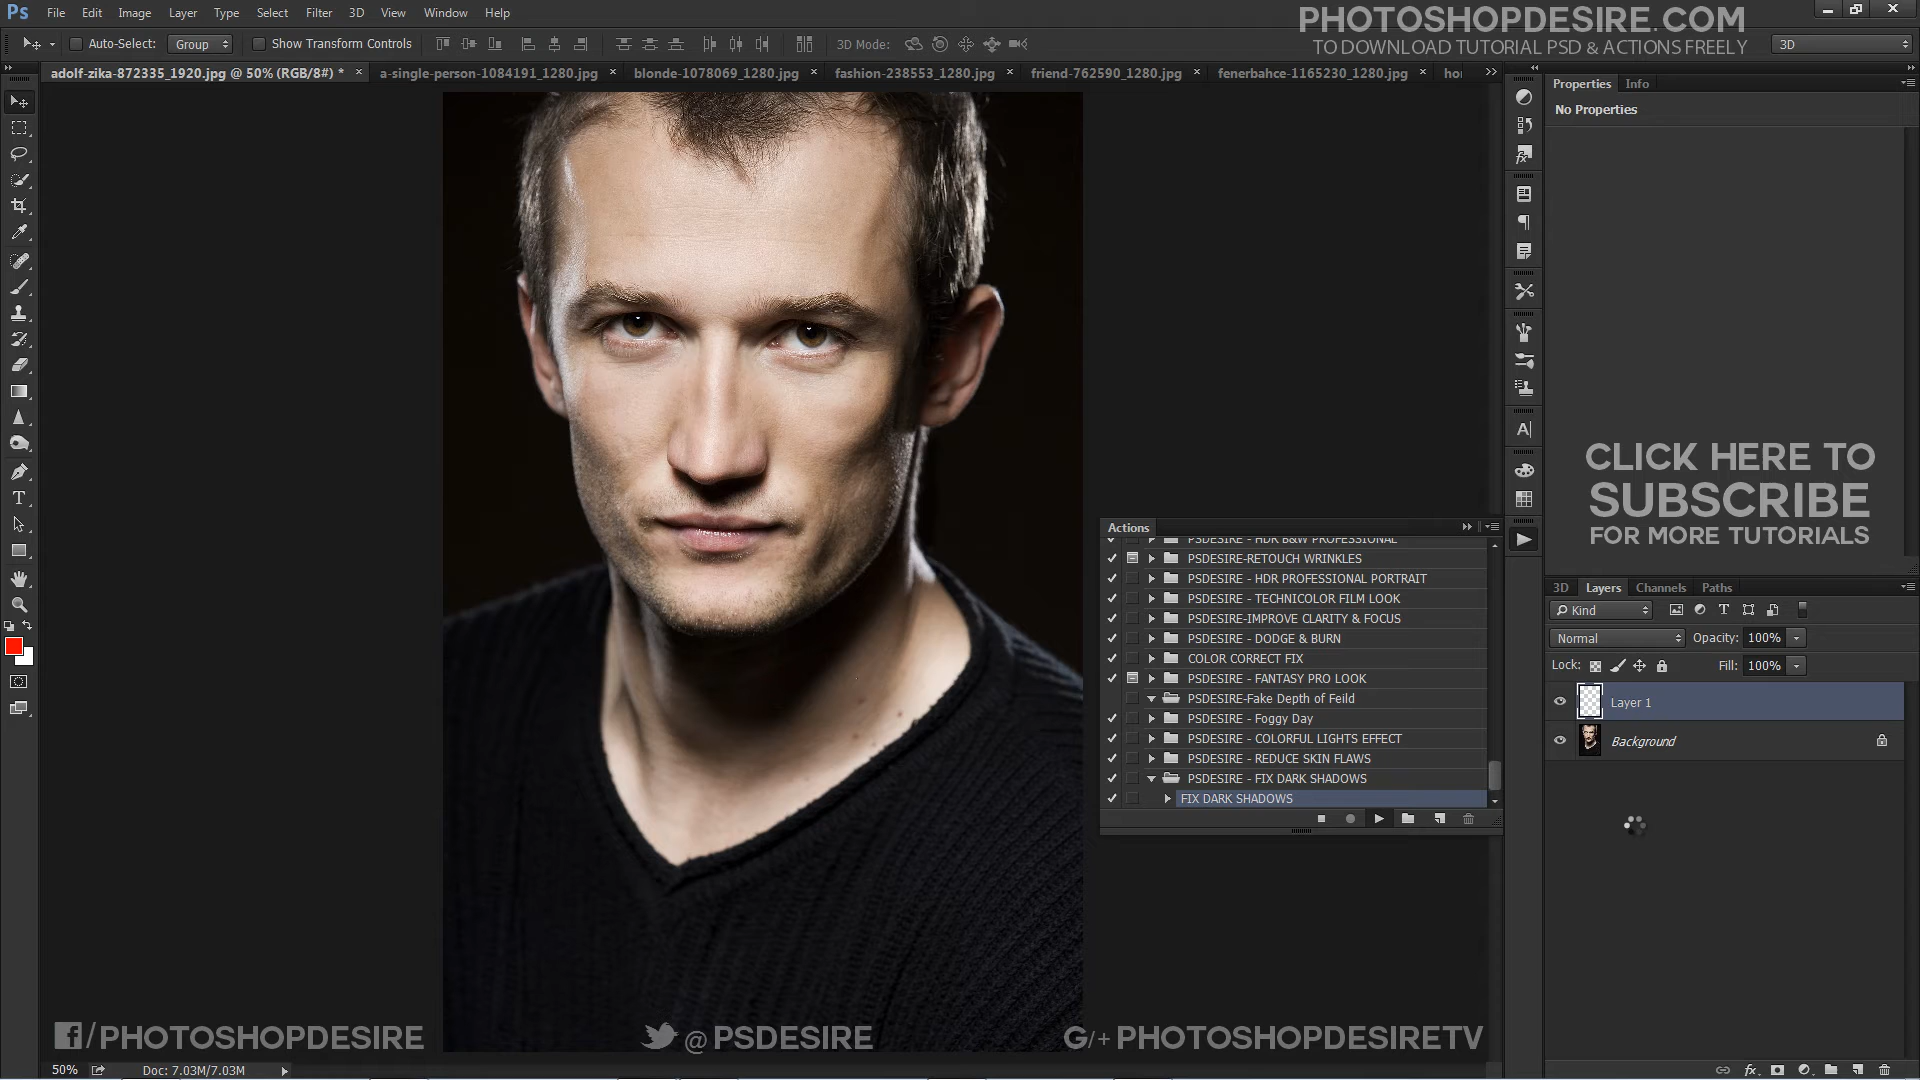 Ps File Edit Image Layer Type Select Filter 3D View Window Help
PHOTOSHOPDESIRE.COM
TO DOWNLOAD TUTORIAL PSD & ACTIONS FREELY
Auto-Select: Group Show Transform Controls 3D Mode: 3D
adolf-zika-872335_1920.jpg @ 50% (RGB/8#) * × a-single-person-1084191_1280.jpg × blonde-1078069_1280.jpg × fashion-238553_1280.jpg × friend-762590_1280.jpg × fenerbahce-1165230_1280.jpg ×
Properties Info
No Properties
CLICK HERE TO
SUBSCRIBE
FOR MORE TUTORIALS
Actions
PSDESIRE - HDR B&W PROFESSIONAL
PSDESIRE-RETOUCH WRINKLES
PSDESIRE - HDR PROFESSIONAL PORTRAIT
PSDESIRE - TECHNICOLOR FILM LOOK
PSDESIRE-IMPROVE CLARITY & FOCUS
PSDESIRE - DODGE & BURN
COLOR CORRECT FIX
PSDESIRE - FANTASY PRO LOOK
PSDESIRE-Fake Depth of Feild
PSDESIRE - Foggy Day
PSDESIRE - COLORFUL LIGHTS EFFECT
PSDESIRE - REDUCE SKIN FLAWS
PSDESIRE - FIX DARK SHADOWS
FIX DARK SHADOWS
3D Layers Channels Paths
Kind
Normal Opacity: 100%
Lock: Fill: 100%
Layer 1
Background
f/PHOTOSHOPDESIRE
@ PSDESIRE
G/+ PHOTOSHOPDESIRETV
50% Doc: 7.03M/7.03M